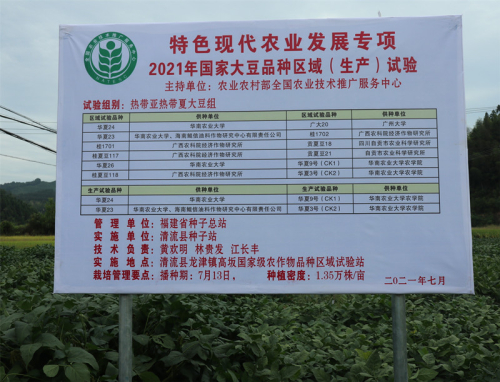 特色现代农业发展专项
2021年国家大豆品种区域（生产）试验
主持单位：农业农村部全国农业技术推广服务中心
试验组别：热带亚热带夏大豆组
区试试验品种 供种单位 区试试验品种 供种单位
华夏24 华南农业大学 广大20 广州大学
华夏23 华南农业大学、海南鲲侹油料作物研究中心有限责任公司 桂1702 广西农科院经济作物研究所
桂1701 广西农科院经济作物研究所 贡夏豆18 四川自贡市农业科学研究所
桂夏豆117 广西农科院经济作物研究所 贡夏豆21 自贡市农业科学研究所
华夏26 华南农业大学 华夏9号（CK1） 华南农业大学农学院
桂夏豆118 广西农科院经济作物研究所 华夏3号（CK2） 华南农业大学农学院
生产试验品种 供种单位 生产试验品种 供种单位
华夏24 华南农业大学 华夏9号（CK1） 华南农业大学农学院
华夏23 华南农业大学、海南鲲侹油料作物研究中心有限责任公司 华夏3号（CK2） 华南农业大学农学院
管理单位：福建省种子总站
实施单位：清流县种子站
技术负责：黄欢明 林贵发 江长丰
实施地点：清流县龙津镇高坂国家级农作物品种区域试验站
栽培管理要点：播种期：7月13日， 种植密度：1.35万株/亩
二〇二一年七月